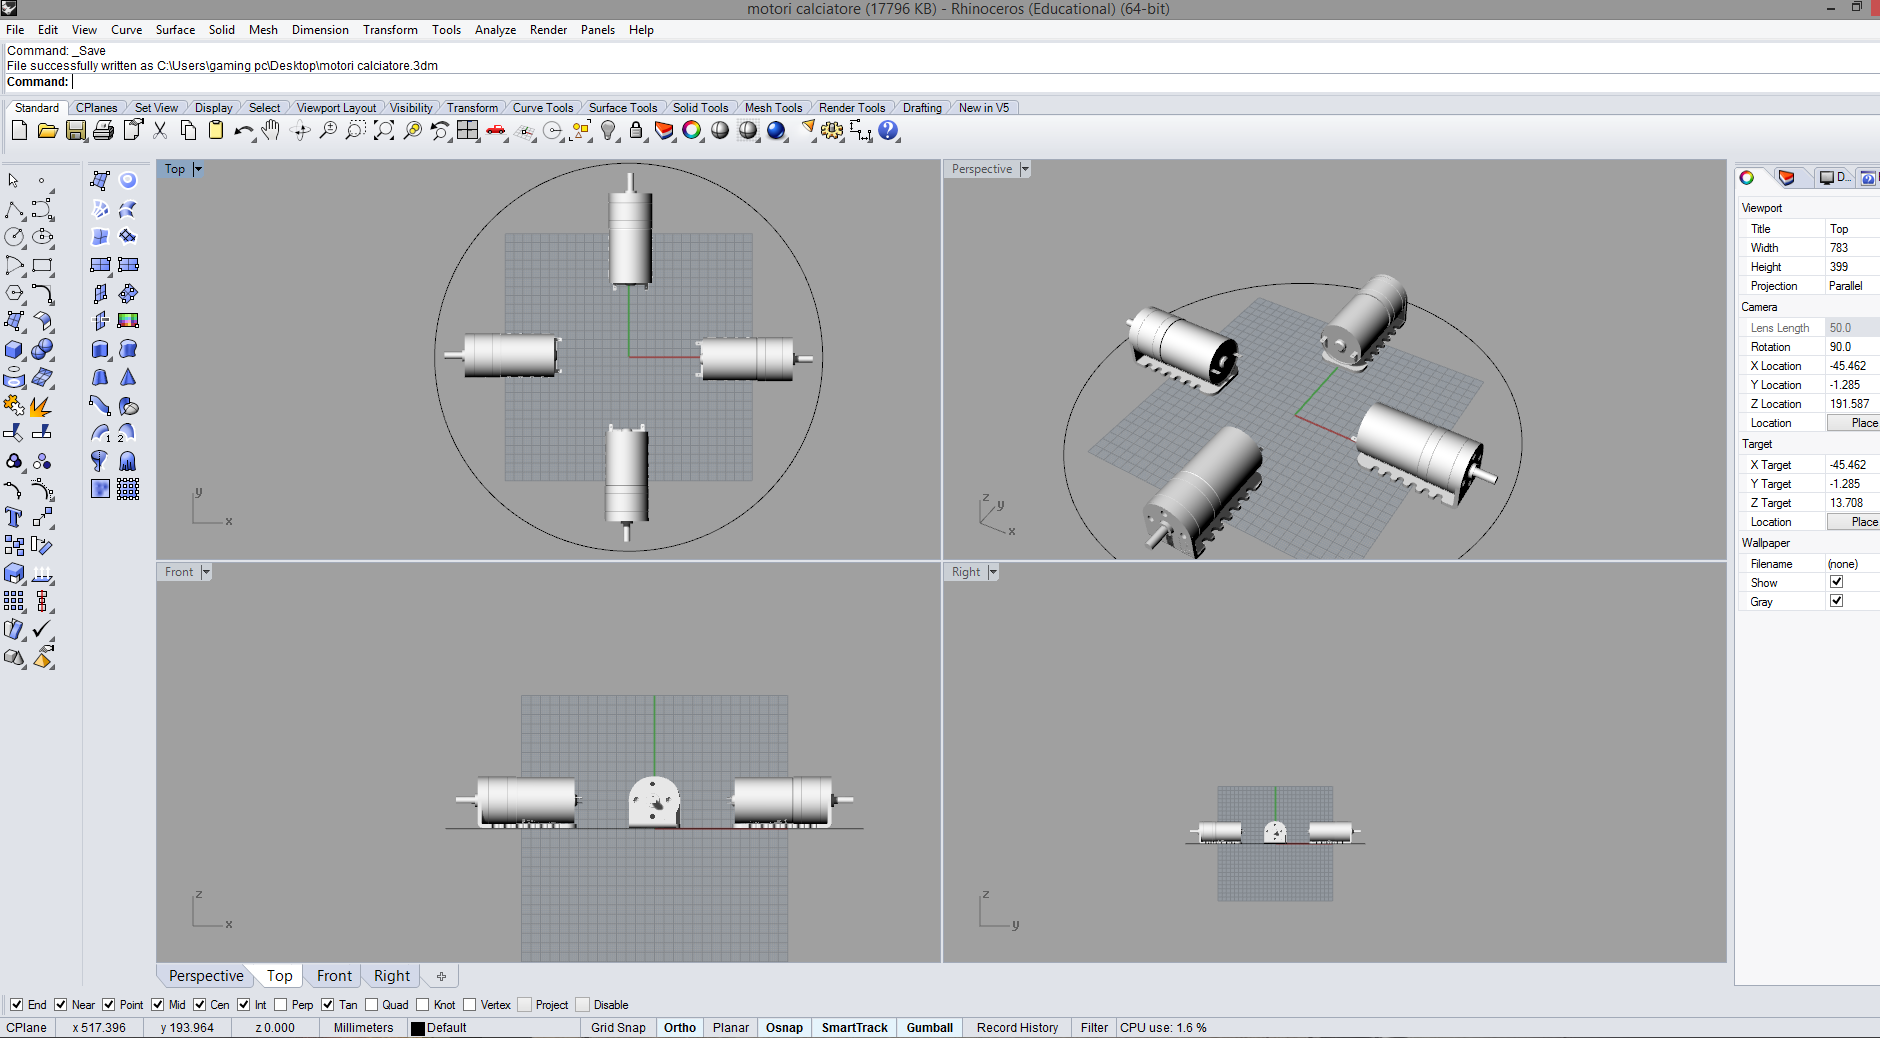 motori calciatore (17796 KB) - Rhinoceros (Educational) (64-bit)
File Edit View Curve Surface Solid Mesh Dimension Transform Tools Analyze Render Panels Help
Command: _Save
File successfully written as C:\Users\gaming pc\Desktop\motori calciatore.3dm
Command:
Standard CPlanes Set View Display Select Viewport Layout Visibility Transform Curve Tools Surface Tools Solid Tools Mesh Tools Render Tools Drafting New in V5
Top
Perspective
D...
Viewport
Title Top
Width 783
Height 399
Projection Parallel
Camera
Lens Length 50.0
Rotation 90.0
X Location -45.462
Y Location -1.285
Z Location 191.587
Location Place
Target
X Target -45.462
Y Target -1.285
Z Target 13.708
Location Place
Wallpaper
Filename (none)
Show
Gray
1 2
y
x
z
y
x
Front
Right
z
x
z
y
Perspective Top Front Right
End Near Point Mid Cen Int Perp Tan Quad Knot Vertex Project Disable
CPlane x 517.396 y 193.964 z 0.000 Millimeters Default Grid Snap Ortho Planar Osnap SmartTrack Gumball Record History Filter CPU use: 1.6 %